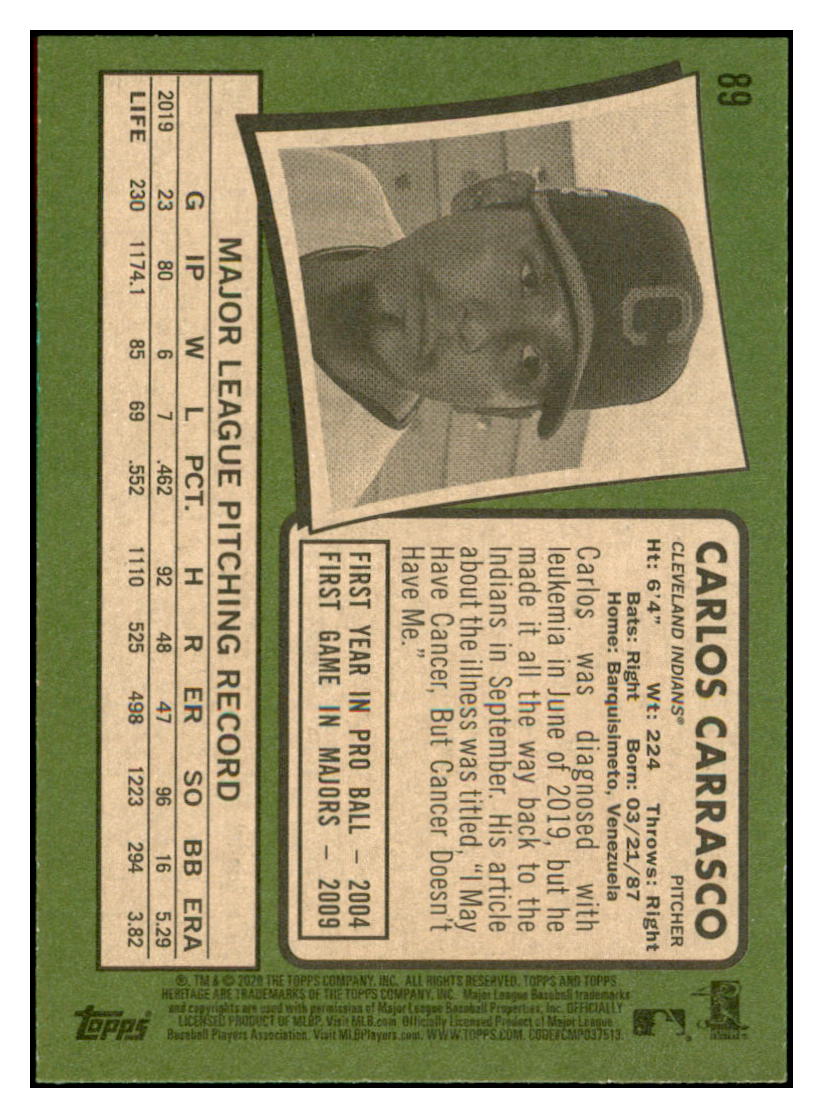 89
CARLOS CARRASCO
CLEVELAND INDIANS® PITCHER
Ht: 6'4" Wt: 224 Throws: Right
Bats: Right Born: 03/21/87
Home: Barquisimeto, Venezuela
Carlos was diagnosed with
leukemia in June of 2019, but he
made it all the way back to the
Indians in September. His article
about the illness was titled, "I May
Have Cancer, But Cancer Doesn't
Have Me."
FIRST YEAR IN PRO BALL – 2004
FIRST GAME IN MAJORS – 2009
C
MAJOR LEAGUE PITCHING RECORD
G IP W L PCT. H R ER SO BB ERA
2019 23 80 6 7 .462 92 48 47 96 16 5.29
LIFE 230 1174.1 85 69 .552 1110 525 498 1223 294 3.82
®, TM & © 2020 THE TOPPS COMPANY, INC. ALL RIGHTS RESERVED. TOPPS AND TOPPS
HERITAGE ARE TRADEMARKS OF THE TOPPS COMPANY, INC. Major League Baseball trademarks
and copyrights are used with permission of Major League Baseball Properties, Inc. OFFICIALLY
LICENSED PRODUCT OF MLBP. Visit MLB.com. Officially Licensed Product of Major League
Baseball Players Association. Visit MLBPlayers.com. WWW.TOPPS.COM. CODE#CMP037513.
topps®